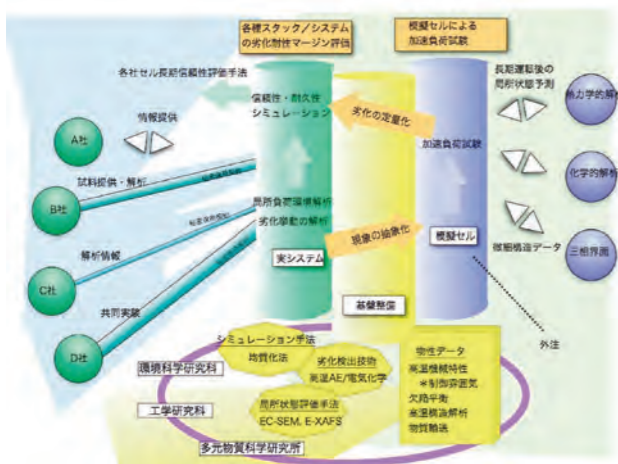 各種スタック／システム
の劣化耐性マージン評価
模擬セルによる
加速負荷試験
各社セル長期信頼性評価手法
長期運転後の
局所状態予測
情報提供
信頼性・耐久性
シミュレーション
劣化の定量化
加速負荷試験
熱力学的解析
A社
試料提供・解析
B社
化学的解析
局所負荷環境解析
劣化挙動の解析
現象の抽象化
模擬セル
微細構造データ
三相界面
実システム
解析情報
C社
共同実験
基盤整備
外注
D社
シミュレーション手法
均質化法
環境科学研究科
劣化検出技術
高温AE/電気化学
物性データ
高温機械特性
＊制御雰囲気
欠陥平衡
高温構造解析
物質輸送
工学研究科
局所状態評価手法
EC-SEM, E-XAFS
多元物質科学研究所